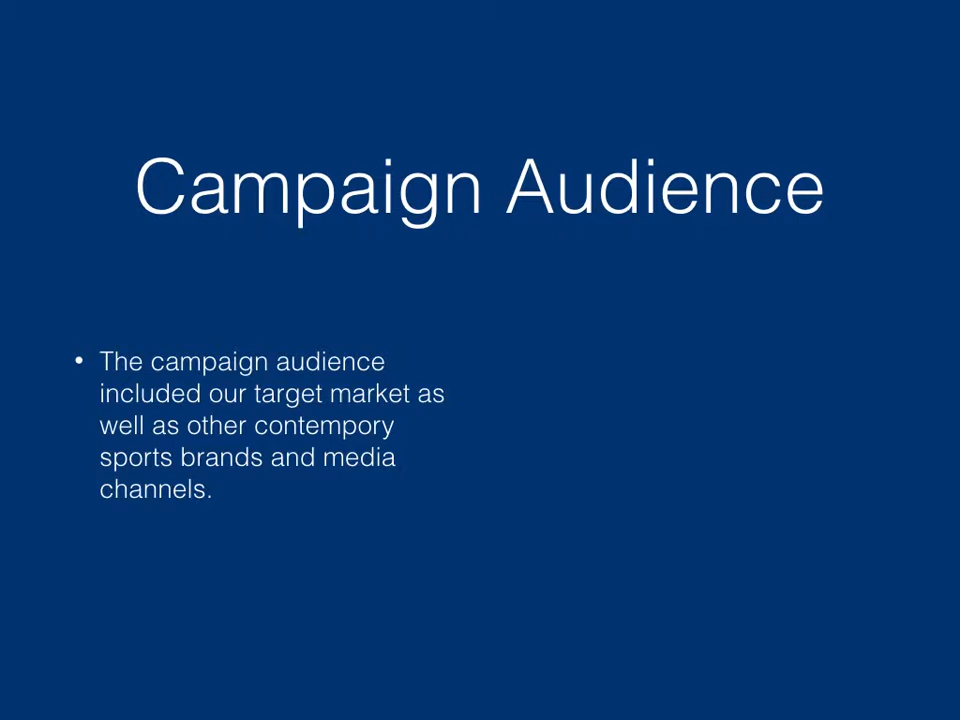 Campaign Audience
• The campaign audience
included our target market as
well as other contempory
sports brands and media
channels.